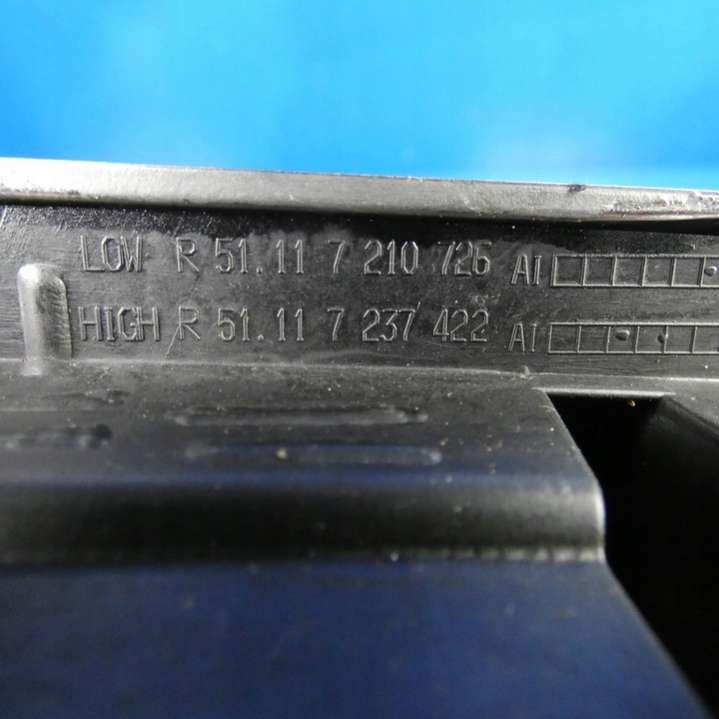 LOW R 51.11 7 210 726 AI
HIGH R 51.11 7 237 422 AI